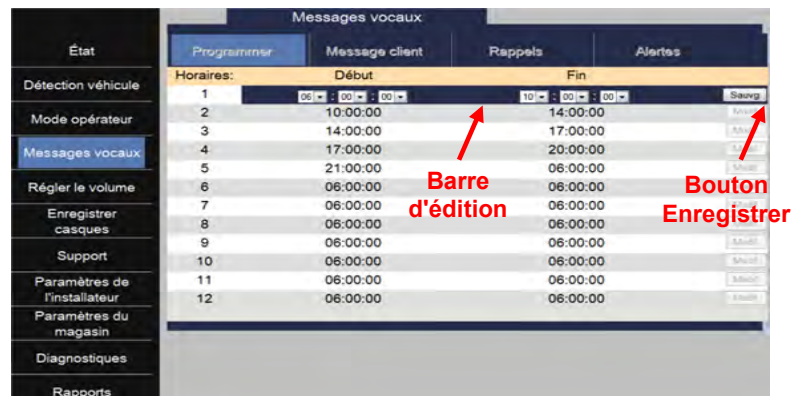 Messages vocaux
État
Programmer Message client Rappels Alertes
Horaires: Début Fin
Détection véhicule
1 06 : 00 : 00 10 : 00 : 00 Sauvg
2 10:00:00 14:00:00
Mode opérateur
3 14:00:00 17:00:00
Messages vocaux
4 17:00:00 20:00:00
5 21:00:00 06:00:00
Régler le volume
6 06:00:00 06:00:00
Barre
d'édition
Bouton
Enregistrer
7 06:00:00 06:00:00
Enregistrer
casques
8 06:00:00 06:00:00
9 06:00:00 06:00:00
Support
10 06:00:00 06:00:00
Paramètres de
l'installateur
11 06:00:00 06:00:00
12 06:00:00 06:00:00
Paramètres du
magasin
Diagnostiques
Rapports